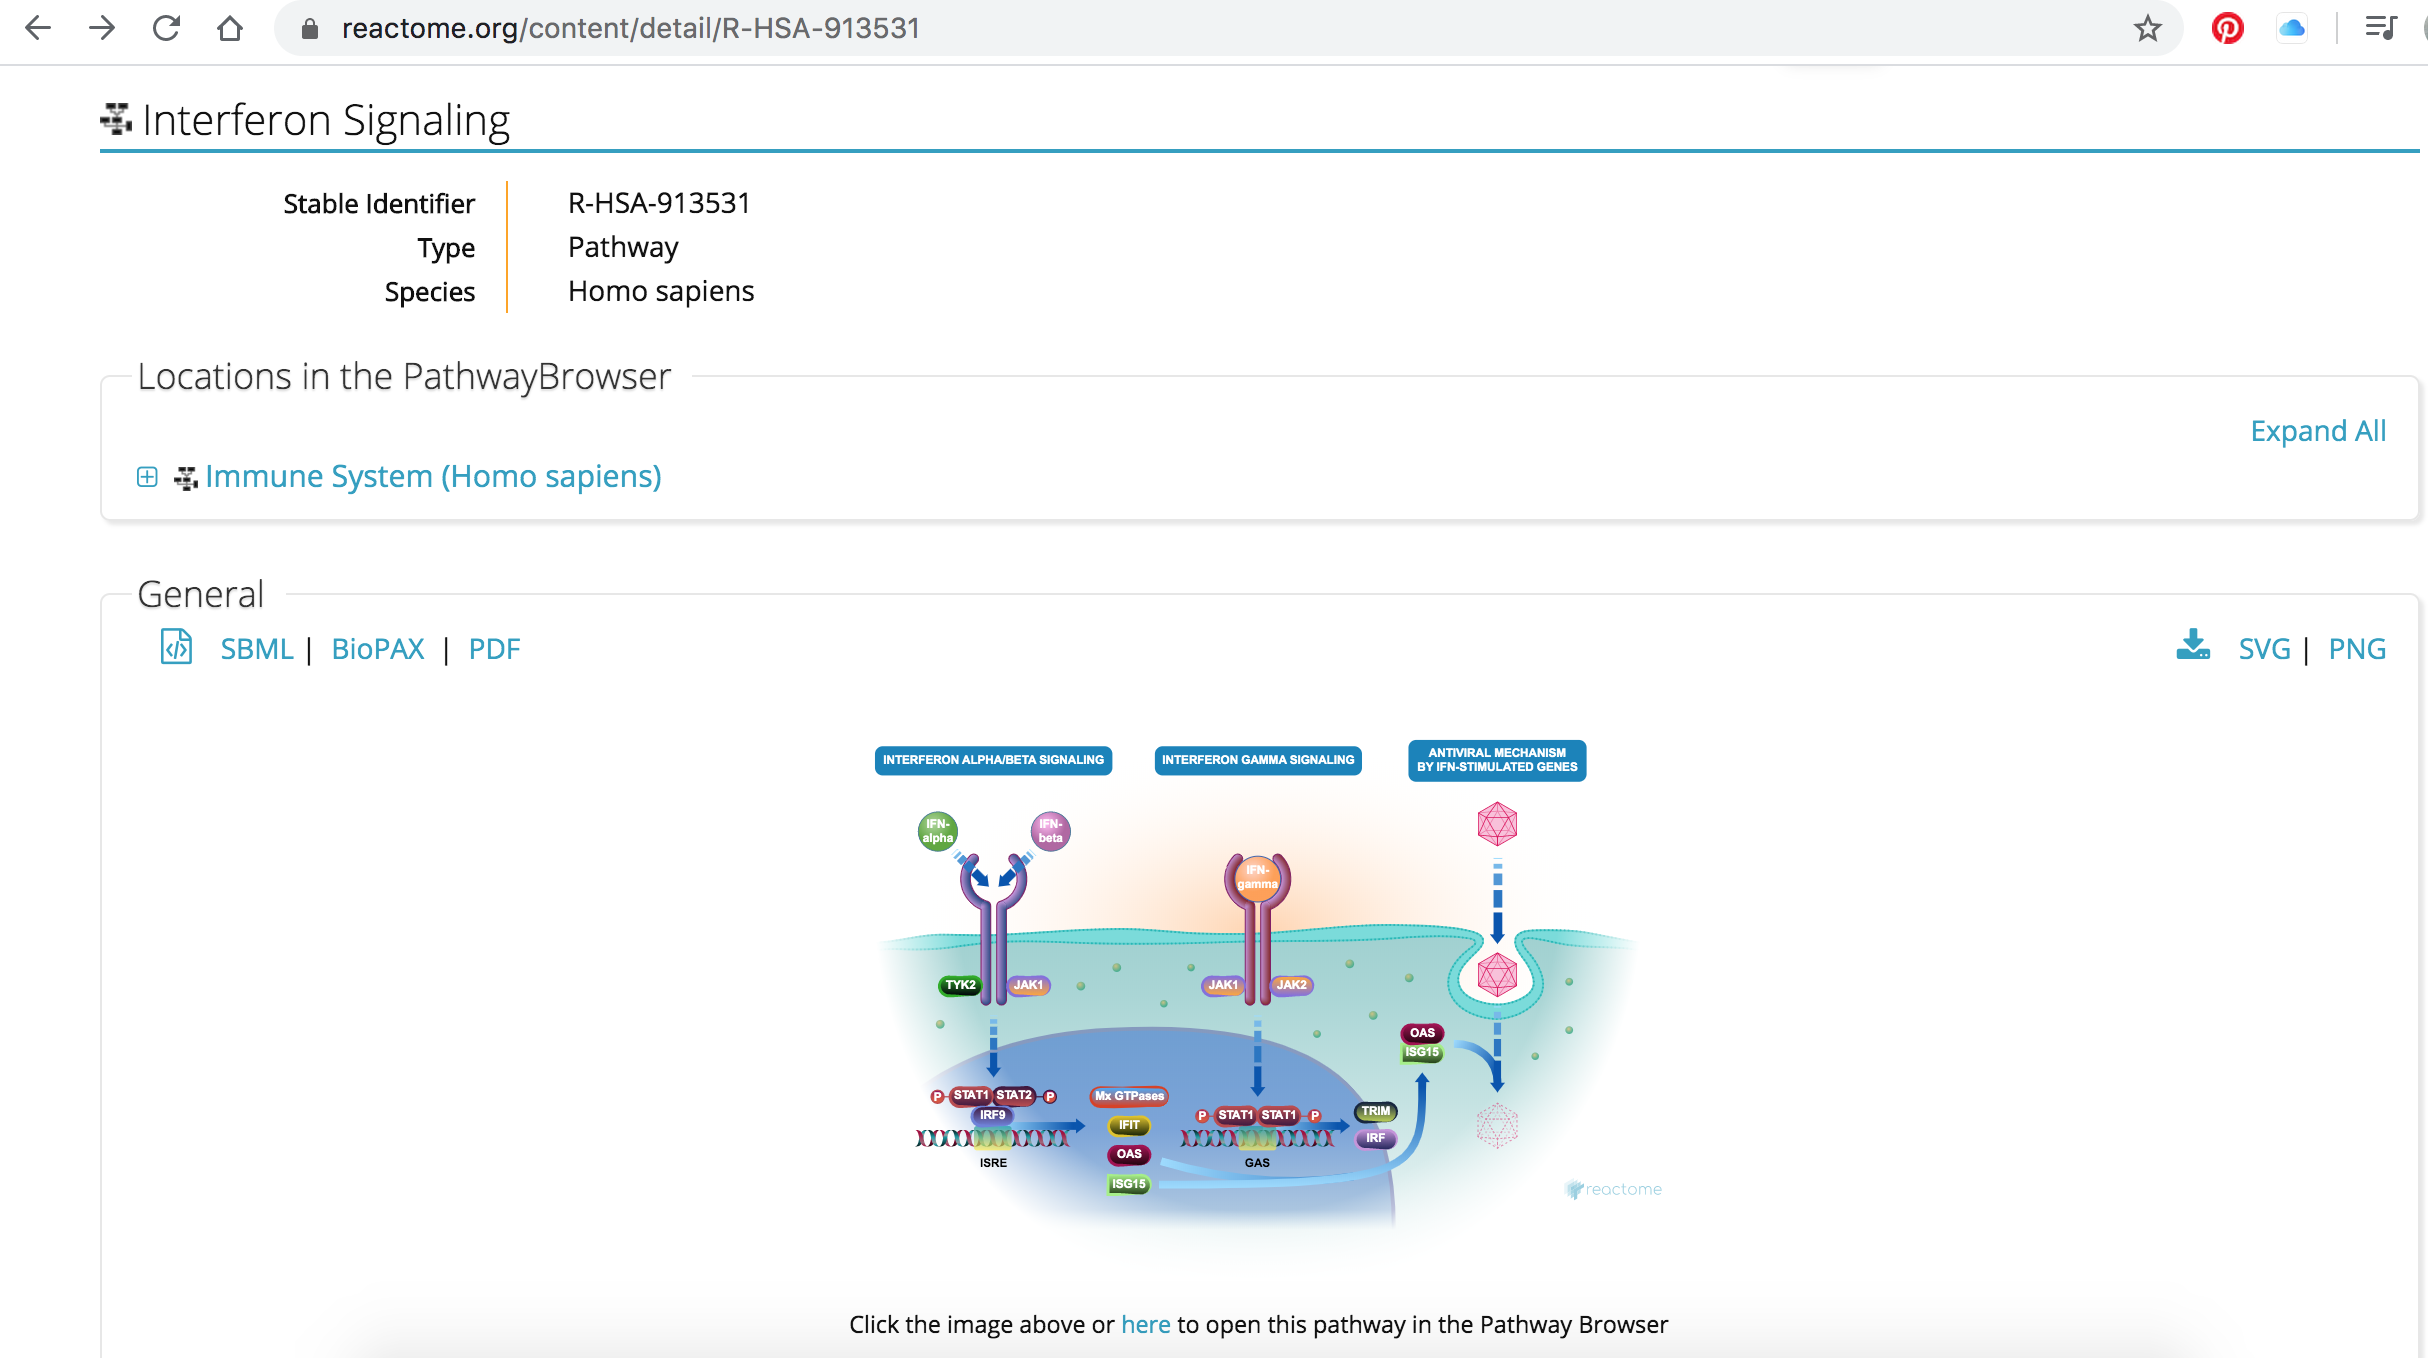 reactome.org/content/detail/R-HSA-913531
Interferon Signaling
Stable Identifier R-HSA-913531
Type Pathway
Species Homo sapiens
Locations in the PathwayBrowser
Expand All
Immune System (Homo sapiens)
General
SBML | BioPAX | PDF
SVG | PNG
INTERFERON ALPHA/BETA SIGNALING
INTERFERON GAMMA SIGNALING
ANTIVIRAL MECHANISM
BY IFN-STIMULATED GENES
IFN-
alpha
IFN-
beta
IFN-
gamma
TYK2
JAK1
JAK1
JAK2
OAS
ISG15
P STAT1 STAT2 P
IRF9
ISRE
Mx GTPases
IFIT
OAS
ISG15
P STAT1 STAT1 P
GAS
TRIM
IRF
reactome
Click the image above or here to open this pathway in the Pathway Browser